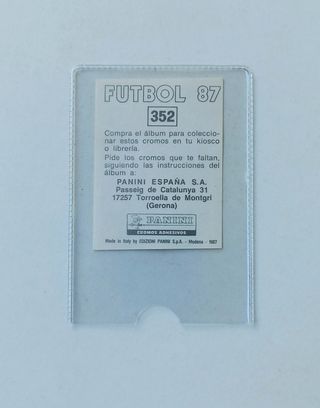 FUTBOL 87
352
Compra el álbum para coleccio-
nar estos cromos en tu kiosco
o librería.
Pide los cromos que te faltan,
siguiendo las instrucciones del
álbum a:
PANINI ESPAÑA S.A.
Passeig de Catalunya 31
17257 Torroella de Montgri
(Gerona)
PANINI
CROMOS ADHESIVOS
Made in Italy by EDIZIONI PANINI S.p.A. - Modena - 1987